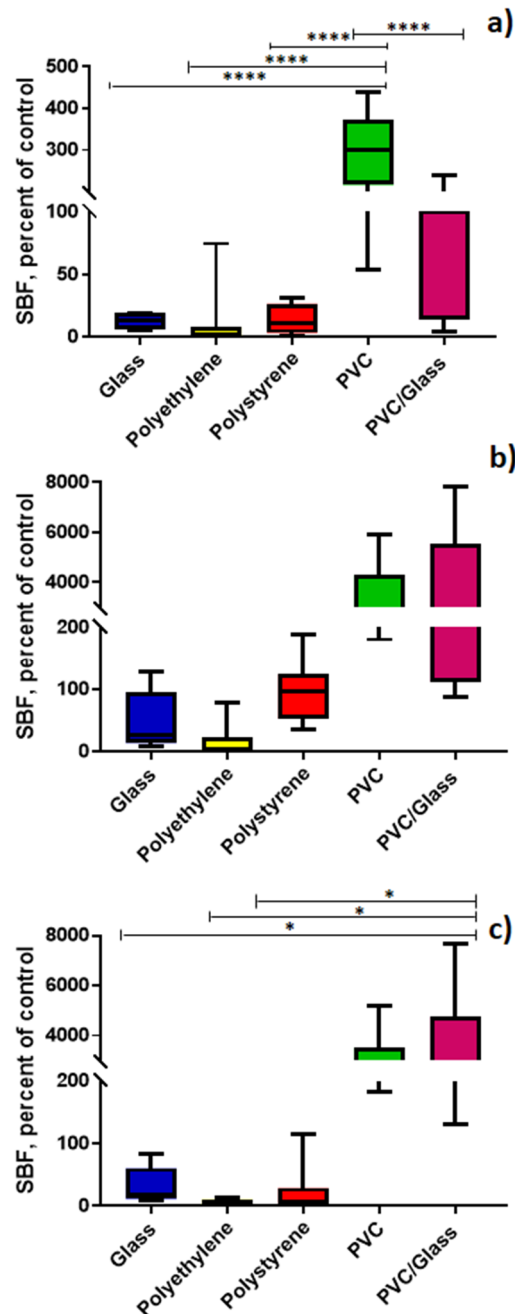 a)
****
****
****
****
SBF, percent of control
500
400
300
100
50
0
Glass
Polyethylene
Polystyrene
PVC
PVC/Glass
b)
SBF, percent of control
8000
6000
4000
200
100
0
Glass
Polyethylene
Polystyrene
PVC
PVC/Glass
c)
*
*
*
SBF, percent of control
8000
6000
4000
200
100
0
Glass
Polyethylene
Polystyrene
PVC
PVC/Glass